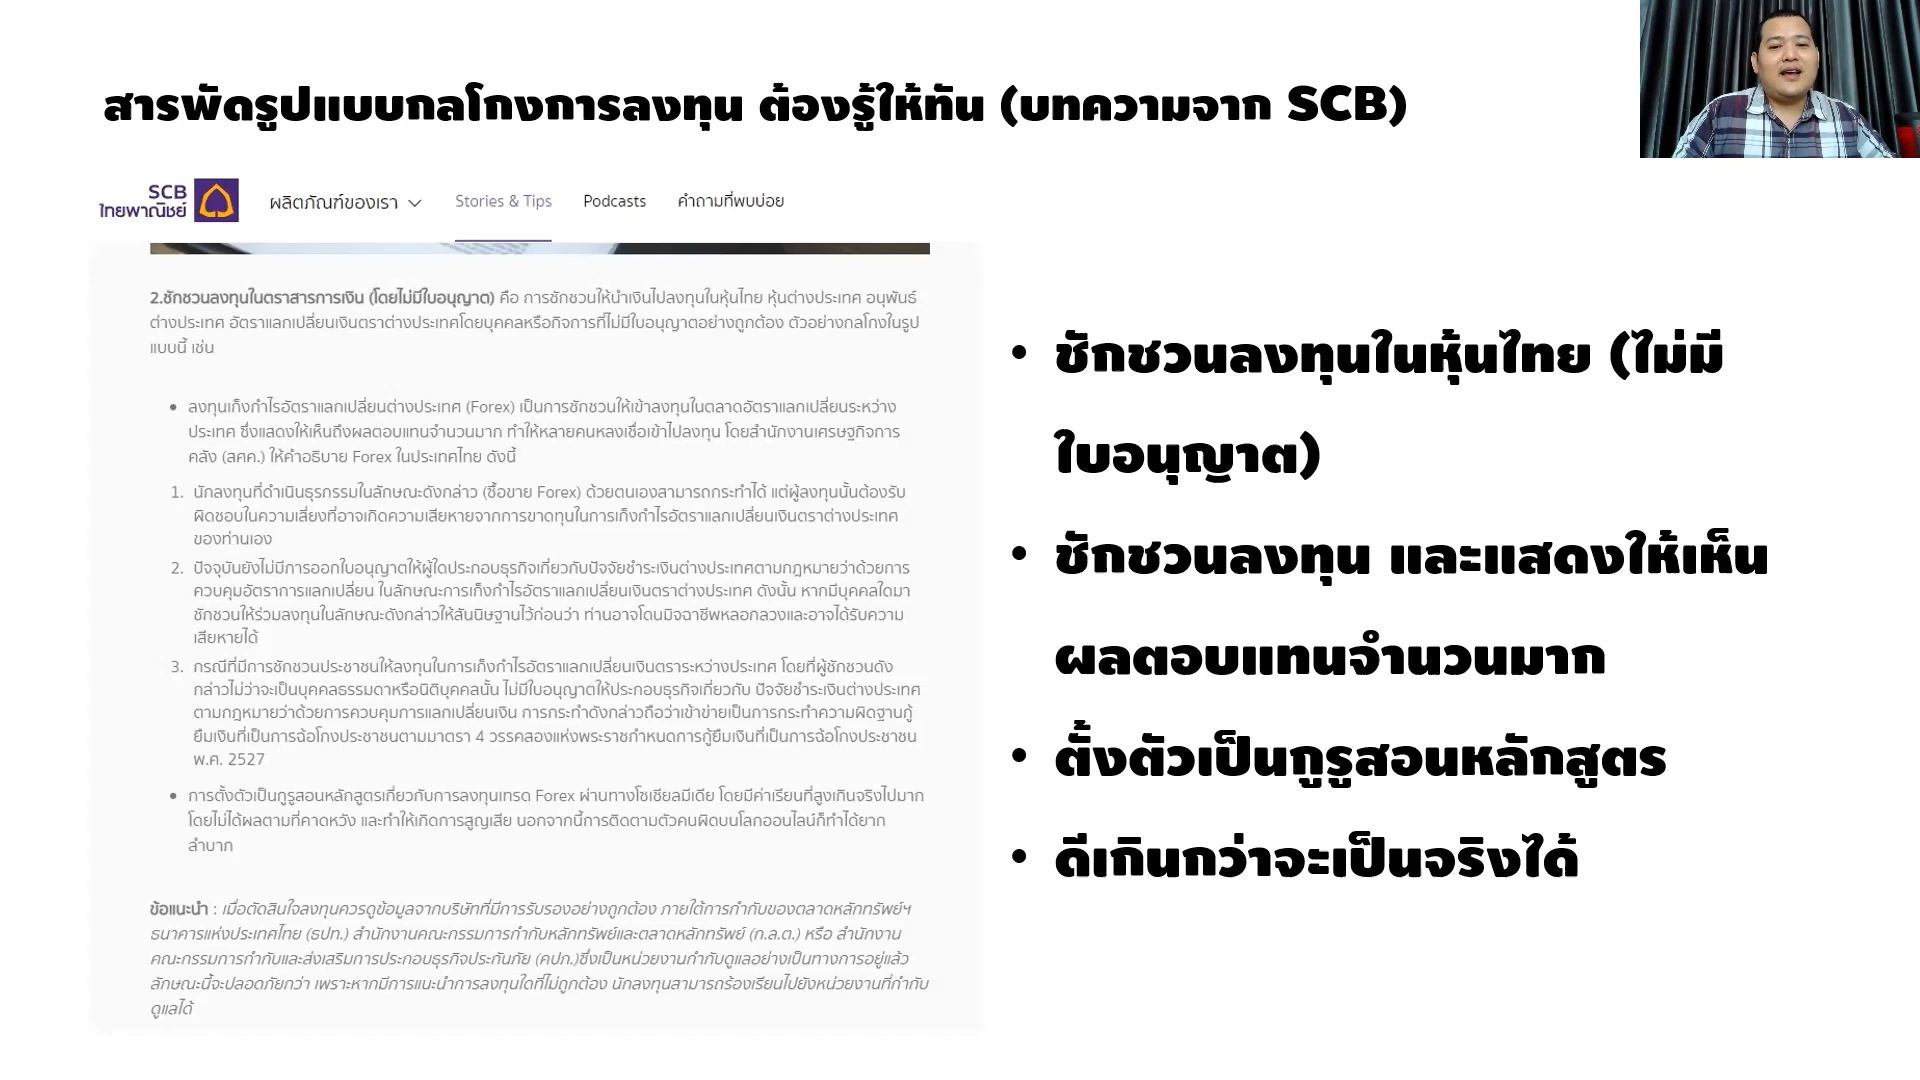 สารพัดรูปแบบกลโกงการลงทุน ต้องรู้ให้ทัน (บทความจาก SCB)
SCB
ไทยพาณิชย์
ผลิตภัณฑ์ของเรา
Stories & Tips
Podcasts
คำถามที่พบบ่อย
2.ชักชวนลงทุนในตราสารการเงิน (โดยไม่มีใบอนุญาต) คือ การชักชวนให้นำเงินไปลงทุนในหุ้นไทย หุ้นต่างประเทศ อนุพันธ์
ต่างประเทศ อัตราแลกเปลี่ยนเงินตราต่างประเทศโดยบุคคลหรือกิจการที่ไม่มีใบอนุญาตอย่างถูกต้อง ตัวอย่างกลโกงในรูป
แบบนี้ เช่น
• ลงทุนเก็งกำไรอัตราแลกเปลี่ยนต่างประเทศ (Forex) เป็นการชักชวนให้เข้าลงทุนในตลาดอัตราแลกเปลี่ยนระหว่าง
ประเทศ ซึ่งแสดงให้เห็นถึงผลตอบแทนจำนวนมาก ทำให้หลายคนหลงเชื่อเข้าไปลงทุน โดยสำนักงานเศรษฐกิจการ
คลัง (สศค.) ให้คำอธิบาย Forex ในประเทศไทย ดังนี้
1. นักลงทุนที่ดำเนินธุรกรรมในลักษณะดังกล่าว (ซื้อขาย Forex) ด้วยตนเองสามารถกระทำได้ แต่ผู้ลงทุนนั้นต้องรับ
ผิดชอบในความเสี่ยงที่อาจเกิดความเสียหายจากการขาดทุนในการเก็งกำไรอัตราแลกเปลี่ยนเงินตราต่างประเทศ
ของท่านเอง
2. ปัจจุบันยังไม่มีการออกใบอนุญาตให้ผู้ใดประกอบธุรกิจเกี่ยวกับปัจจัยชำระเงินต่างประเทศตามกฎหมายว่าด้วยการ
ควบคุมอัตราการแลกเปลี่ยน ในลักษณะการเก็งกำไรอัตราแลกเปลี่ยนเงินตราต่างประเทศ ดังนั้น หากมีบุคคลใดมา
ชักชวนให้ร่วมลงทุนในลักษณะดังกล่าวให้สันนิษฐานไว้ก่อนว่า ท่านอาจโดนมิจฉาชีพหลอกลวงและอาจได้รับความ
เสียหายได้
3. กรณีที่มีการชักชวนประชาชนให้ลงทุนในการเก็งกำไรอัตราแลกเปลี่ยนเงินตราระหว่างประเทศ โดยที่ผู้ชักชวนดัง
กล่าวไม่ว่าจะเป็นบุคคลธรรมดาหรือนิติบุคคลนั้น ไม่มีใบอนุญาตให้ประกอบธุรกิจเกี่ยวกับ ปัจจัยชำระเงินต่างประเทศ
ตามกฎหมายว่าด้วยการควบคุมการแลกเปลี่ยนเงิน การกระทำดังกล่าวถือว่าเข้าข่ายเป็นการกระทำความผิดฐานกู้
ยืมเงินที่เป็นการฉ้อโกงประชาชนตามมาตรา 4 วรรคสองแห่งพระราชกำหนดการกู้ยืมเงินที่เป็นการฉ้อโกงประชาชน
พ.ศ. 2527
• การตั้งตัวเป็นกูรูสอนหลักสูตรเกี่ยวกับการลงทุนเทรด Forex ผ่านทางโซเชียลมีเดีย โดยมีค่าเรียนที่สูงเกินจริงไปมาก
โดยไม่ได้ผลตามที่คาดหวัง และทำให้เกิดการสูญเสีย นอกจากนี้การติดตามตัวคนผิดบนโลกออนไลน์ก็ทำได้ยาก
ลำบาก
ข้อแนะนำ : เมื่อตัดสินใจลงทุนควรดูข้อมูลจากบริษัทที่มีการรับรองอย่างถูกต้อง ภายใต้การกำกับของตลาดหลักทรัพย์ฯ
ธนาคารแห่งประเทศไทย (ธปท.) สำนักงานคณะกรรมการกำกับหลักทรัพย์และตลาดหลักทรัพย์ (ก.ล.ต.) หรือ สำนักงาน
คณะกรรมการกำกับและส่งเสริมการประกอบธุรกิจประกันภัย (คปภ.)ซึ่งเป็นหน่วยงานกำกับดูแลอย่างเป็นทางการอยู่แล้ว
ลักษณะนี้จะปลอดภัยกว่า เพราะหากมีการแนะนำการลงทุนใดที่ไม่ถูกต้อง นักลงทุนสามารถร้องเรียนไปยังหน่วยงานที่กำกับ
ดูแลได้
• ชักชวนลงทุนในหุ้นไทย (ไม่มี
ใบอนุญาต)
• ชักชวนลงทุน และแสดงให้เห็น
ผลตอบแทนจำนวนมาก
• ตั้งตัวเป็นกูรูสอนหลักสูตร
• ดีเกินกว่าจะเป็นจริงได้